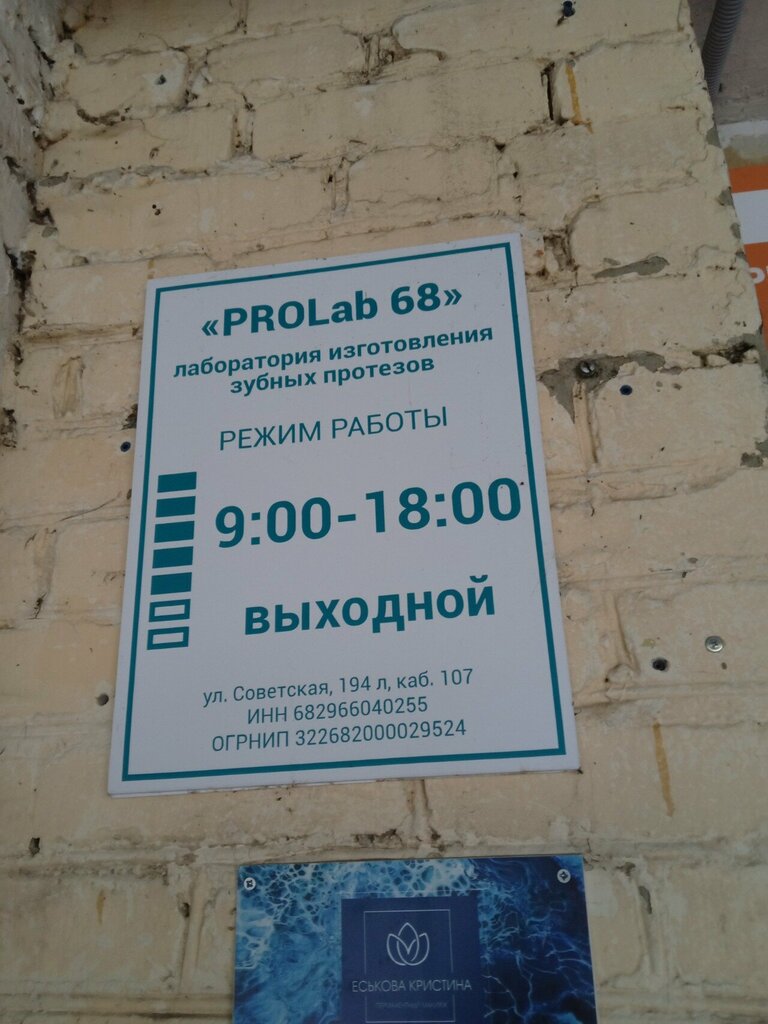 «PROLab 68»
лаборатория изготовления
зубных протезов
РЕЖИМ РАБОТЫ
9:00-18:00
выходной
ул. Советская, 194 л, каб. 107
ИНН 682966040255
ОГРНИП 322682000029524
ЕСЬКОВА КРИСТИНА